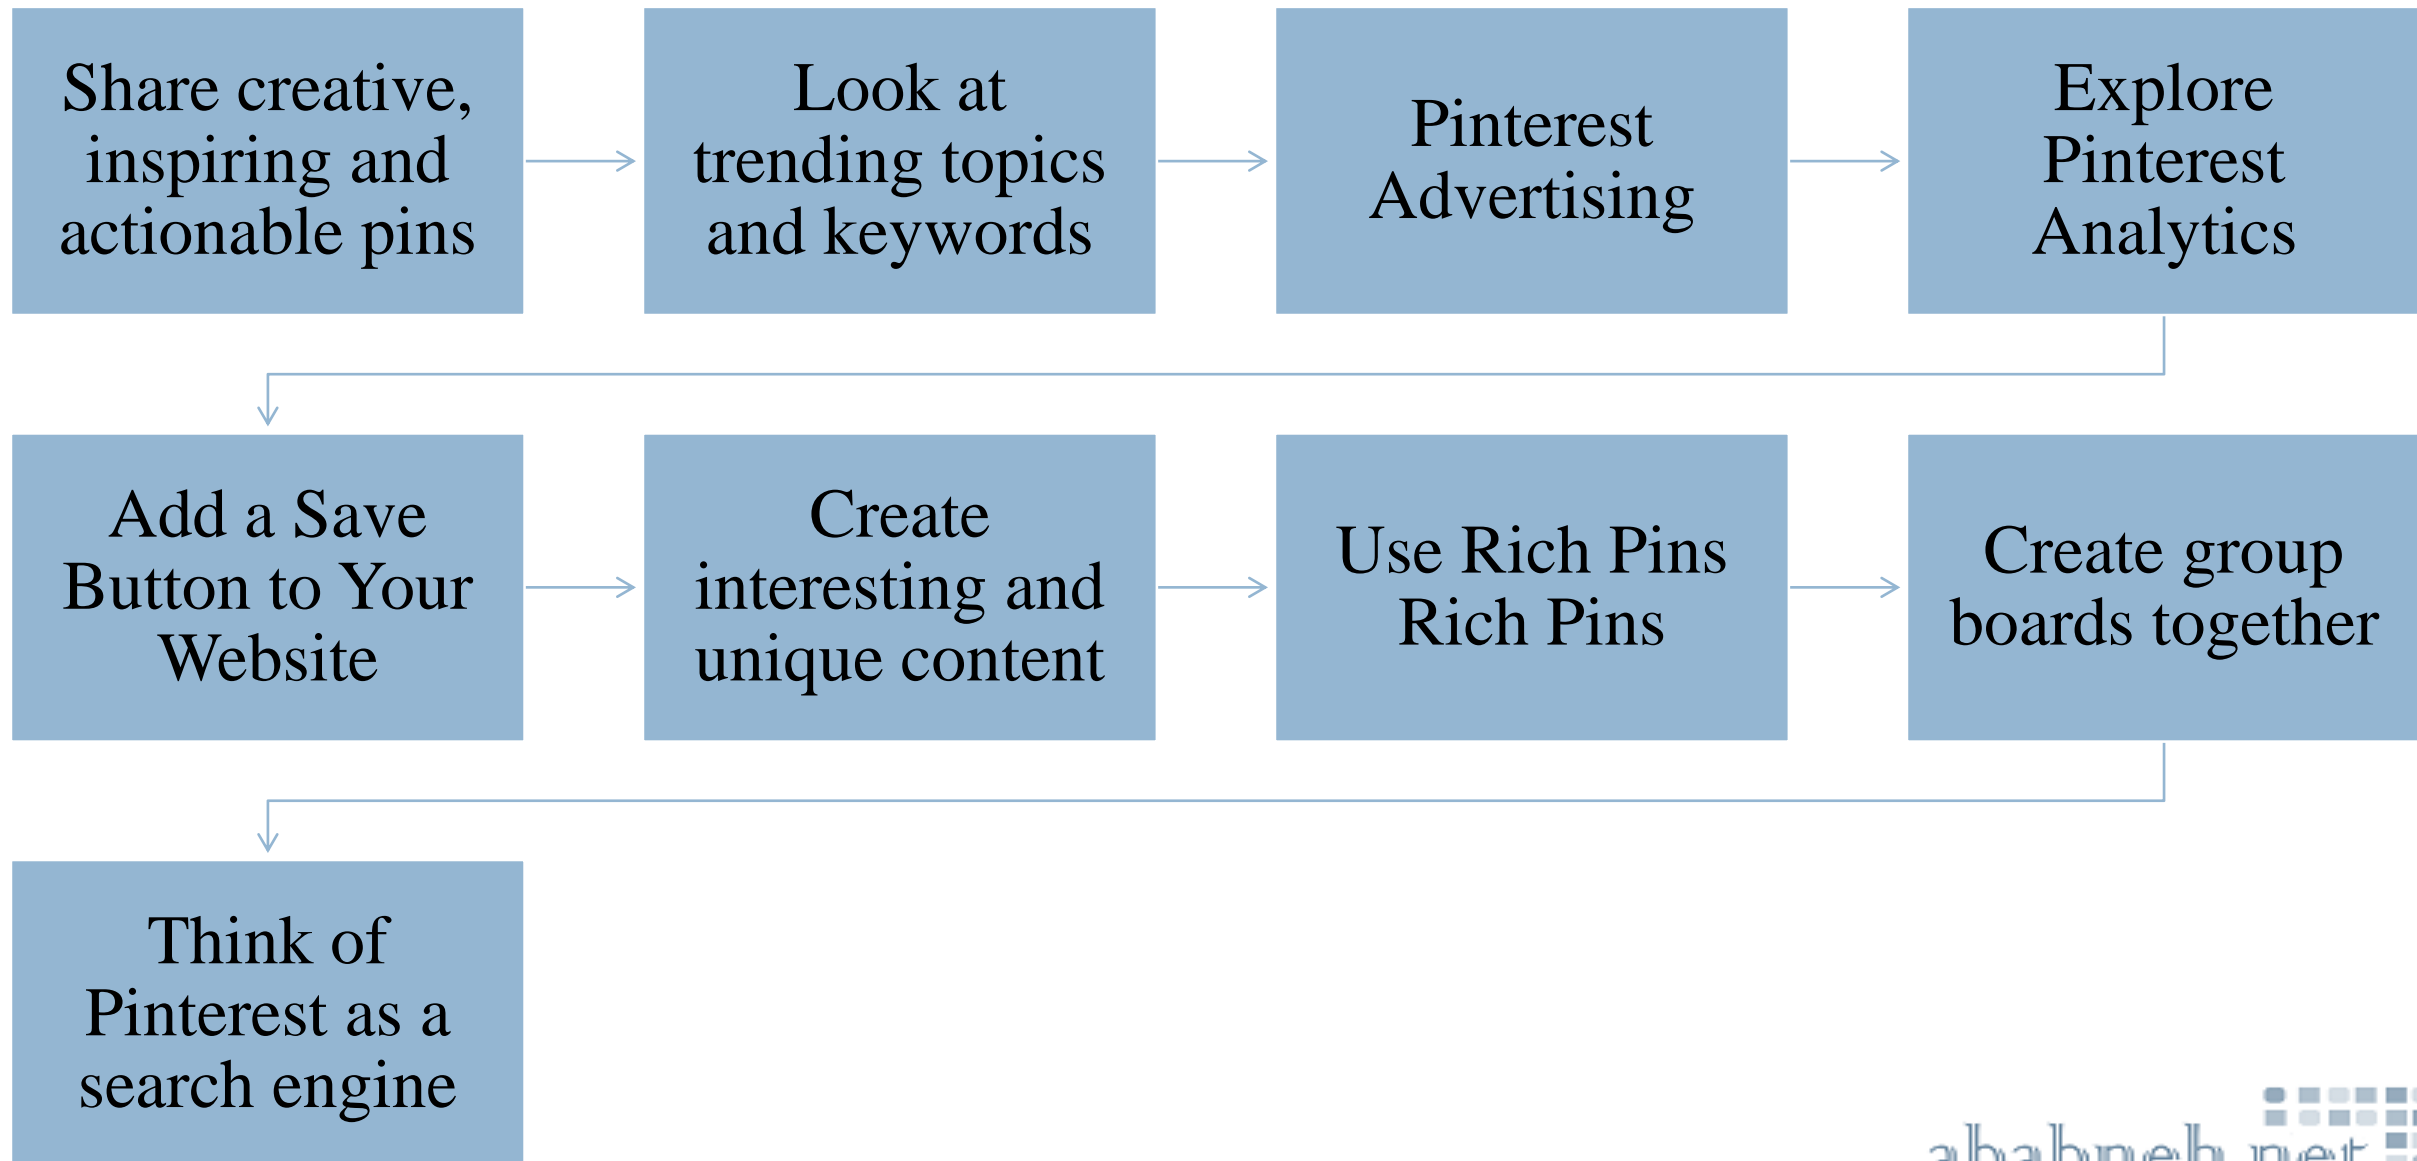 Share creative,
inspiring and
actionable pins
Look at
trending topics
and keywords
Pinterest
Advertising
Explore
Pinterest
Analytics
Add a Save
Button to Your
Website
Create
interesting and
unique content
Use Rich Pins
Rich Pins
Create group
boards together
Think of
Pinterest as a
search engine
ababneh.net